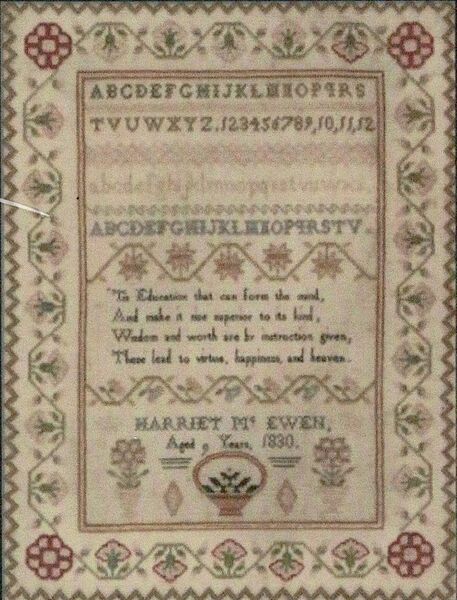 ABCDEFGHIJKLMNOPQRS
TVUWXYZ,123456789,10,11,12
abcdefghijklmnopqrstvuwxz
ABCDEFGHIJKLMNOPQRSTV
"Tis Education that can form the mind,
And make it rise superior to its kind,
Wisdom and worth are by instruction given,
These lead to virtue, happiness, and heaven.
HARRIET Mc EWEN,
Aged 9 Years, 1830.